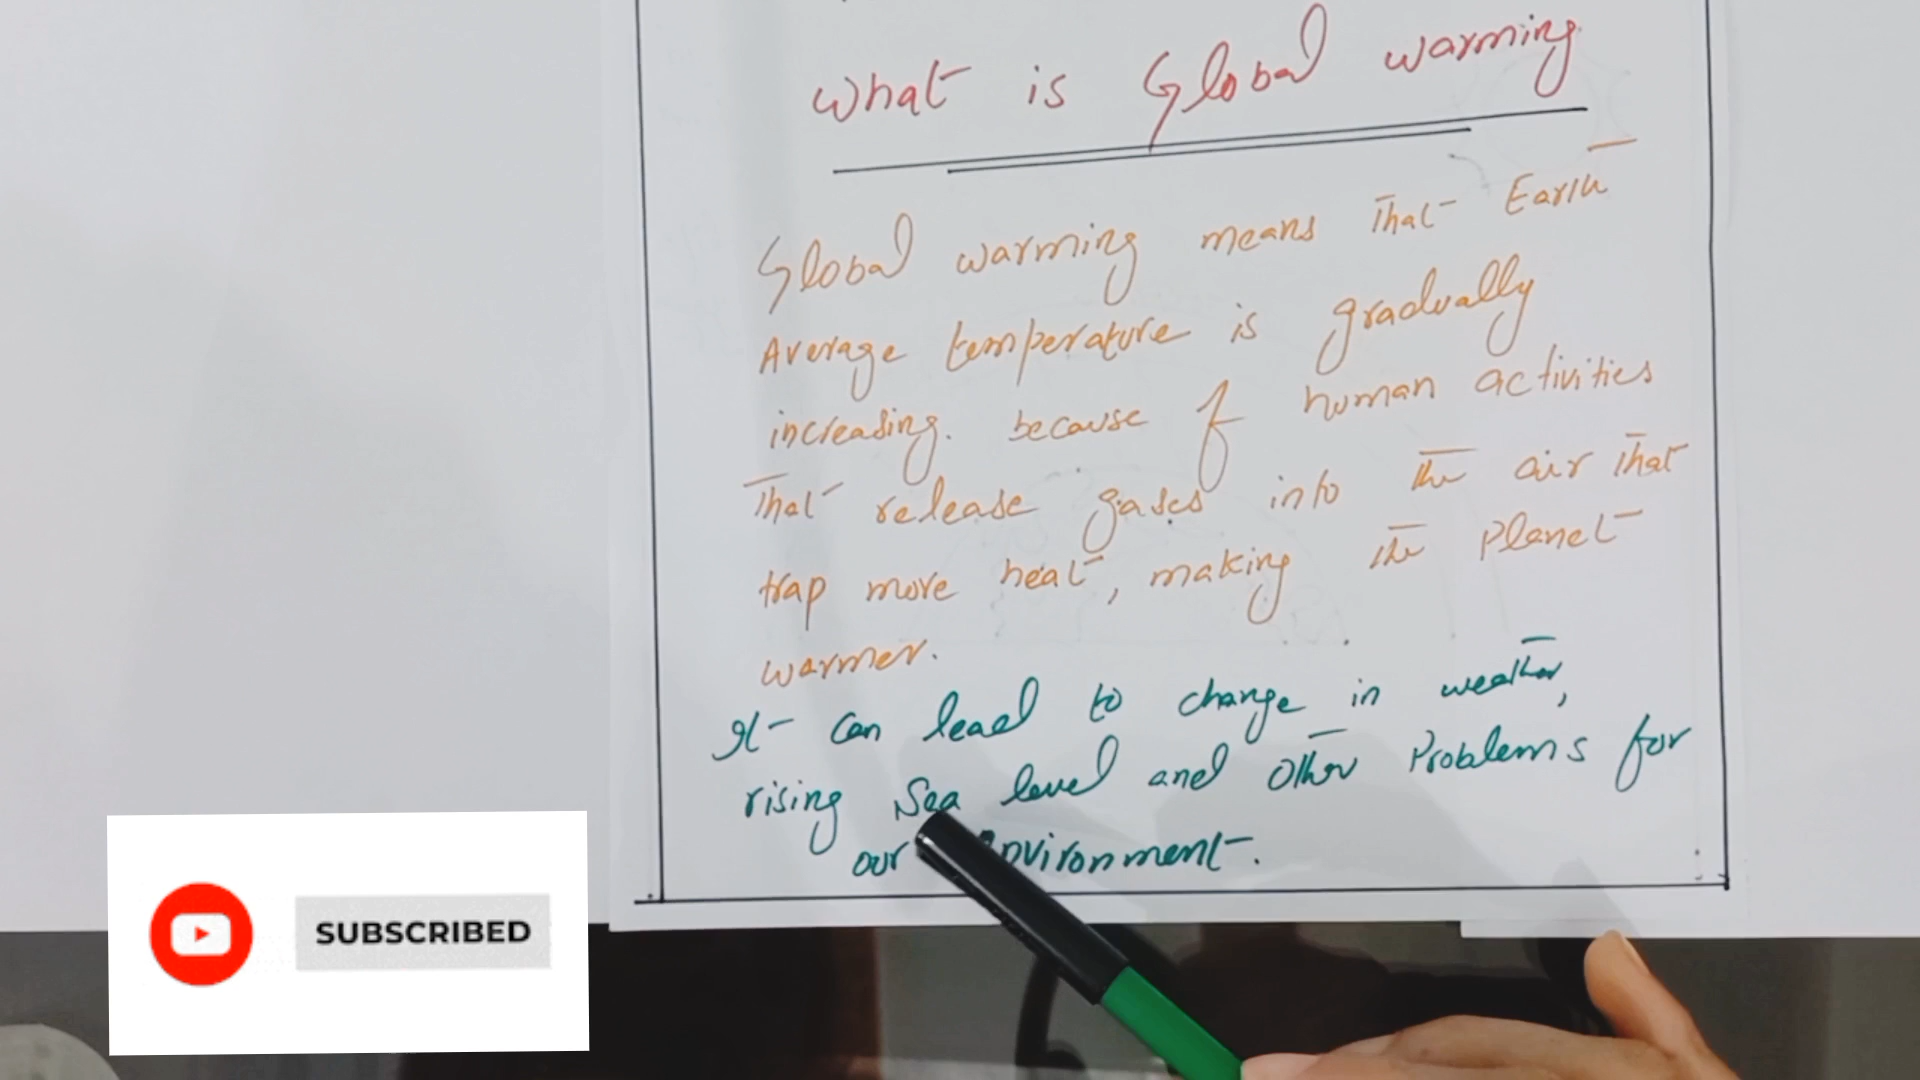 What is Global warming
Global warming means that Earth
Average temperature is gradually
increasing. because of human activities
that release gases into the air that
trap more heat, making the planet
warmer.
It can lead to change in weather,
rising Sea level and other Problems for
our environment.
SUBSCRIBED